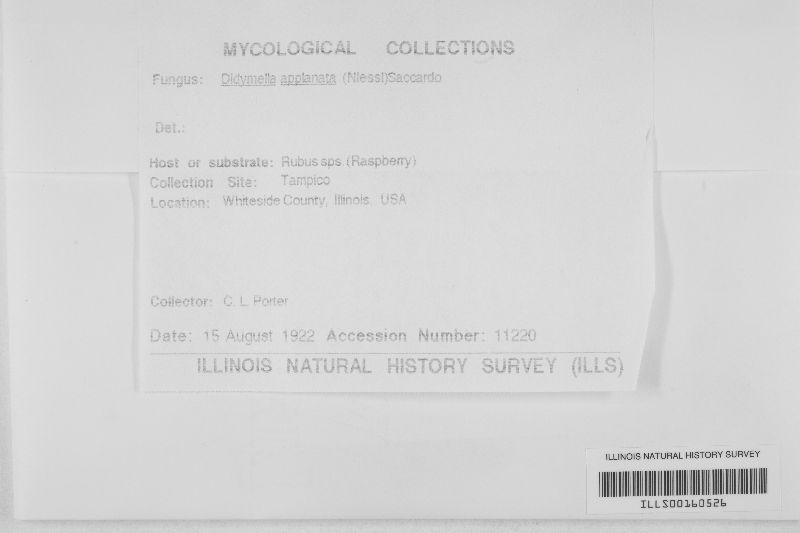 MYCOLOGICAL COLLECTIONS
Fungus: Didymella applanata (Niessl)Saccardo
Det.:
Host or substrate: Rubus sps. (Raspberry)
Collection Site: Tampico
Location: Whiteside County, Illinois, USA
Collector: C. L. Porter
Date: 15 August 1922 Accession Number: 11220
ILLINOIS NATURAL HISTORY SURVEY (ILLS)
ILLINOIS NATURAL HISTORY SURVEY
ILLS00160526